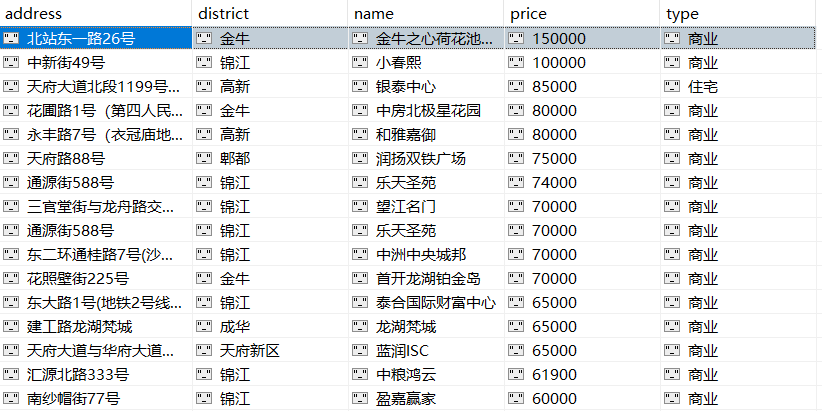 address district name price type
北站东一路26号 金牛 金牛之心荷花池... 150000 商业
中新街49号 锦江 小春熙 100000 商业
天府大道北段1199号... 高新 银泰中心 85000 住宅
花圃路1号（第四人民... 金牛 中房北极星花园 80000 商业
永丰路7号（衣冠庙地... 高新 和雅嘉御 80000 商业
天府路88号 郫都 润扬双铁广场 75000 商业
通源街588号 锦江 乐天圣苑 74000 商业
三官堂街与龙舟路交... 锦江 望江名门 70000 商业
通源街588号 锦江 乐天圣苑 70000 商业
东二环通桂路7号(沙... 锦江 中洲中央城邦 70000 商业
花照壁街225号 金牛 首开龙湖铂金岛 70000 商业
东大路1号(地铁2号线... 锦江 泰合国际财富中心 65000 商业
建工路龙湖梵城 成华 龙湖梵城 65000 商业
天府大道与华府大道... 天府新区 蓝润ISC 65000 商业
汇源北路333号 锦江 中粮鸿云 61900 商业
南纱帽街77号 锦江 盈嘉赢家 60000 商业